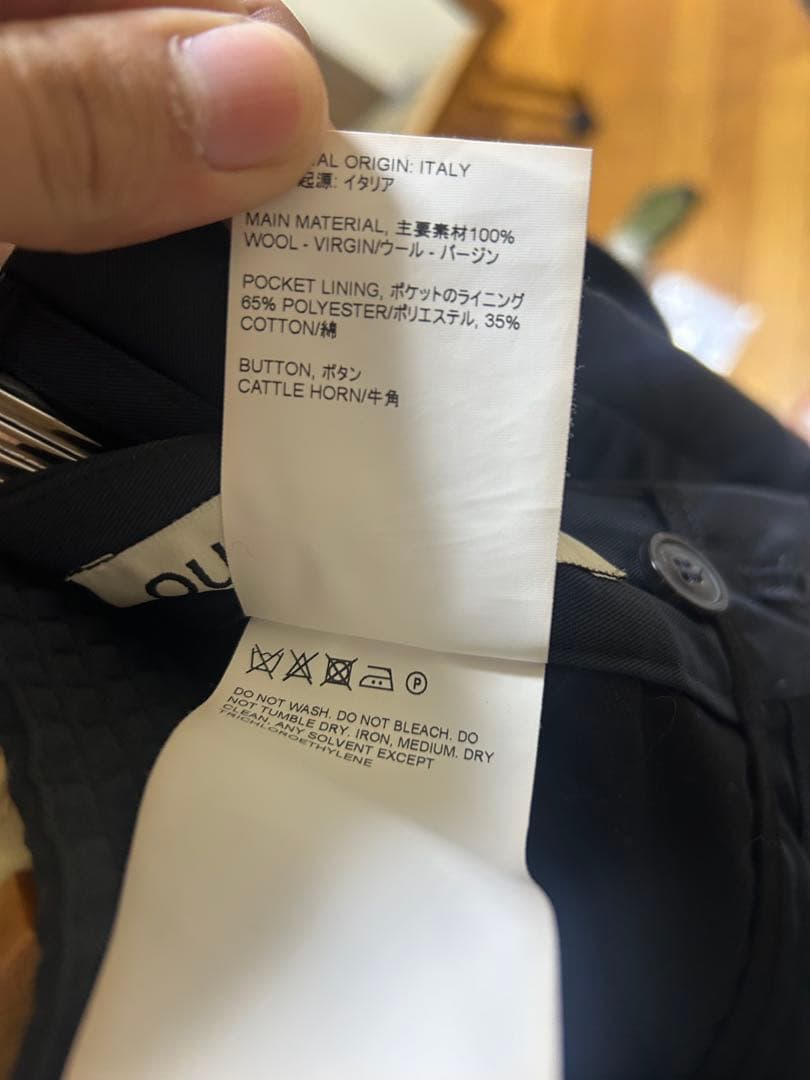 ORIGIN: ITALY
起源: イタリア
MAIN MATERIAL, 主要素材100%
WOOL - VIRGIN/ウール - バージン
POCKET LINING, ポケットのライニング
65% POLYESTER/ポリエステル, 35%
COTTON/綿
BUTTON, ボタン
CATTLE HORN/牛角
P
DO NOT WASH. DO NOT BLEACH. DO
NOT TUMBLE DRY. IRON, MEDIUM. DRY
CLEAN, ANY SOLVENT EXCEPT
TRICHLOROETHYLENE